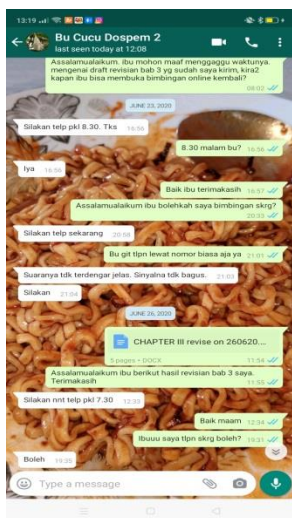 13:19
Bu Cucu Dospem 2
last seen today at 12:08
Assalamualaikum. ibu mohon maaf menggaggu waktunya.
mengenai draft revisian bab 3 yg sudah saya kirim, kira2
kapan ibu bisa membuka bimbingan online kembali?
08:02
JUNE 23, 2020
Silakan telp pkl 8.30. Tks 16:56
8.30 malam bu? 16:56
Iya 16:56
Baik ibu terimakasih 16:57
Assalamualaikum ibu bolehkah saya bimbingan skrg?
20:33
Silakan telp sekarang 20:58
Bu git tlpn lewat nomor biasa aja ya 21:01
Suaranya tdk terdengar jelas. Sinyalna tdk bagus. 21:03
Silakan 21:04
JUNE 26, 2020
CHAPTER III revise on 260620....
5 pages • DOCX 11:54
Assalamualaikum ibu berikut hasil revisian bab 3 saya.
Terimakasih 11:55
Silakan nnt telp pkl 7.30 12:33
Baik maam 12:34
Ibuuu saya tlpn skrg boleh? 19:31
Boleh 19:35
Type a message